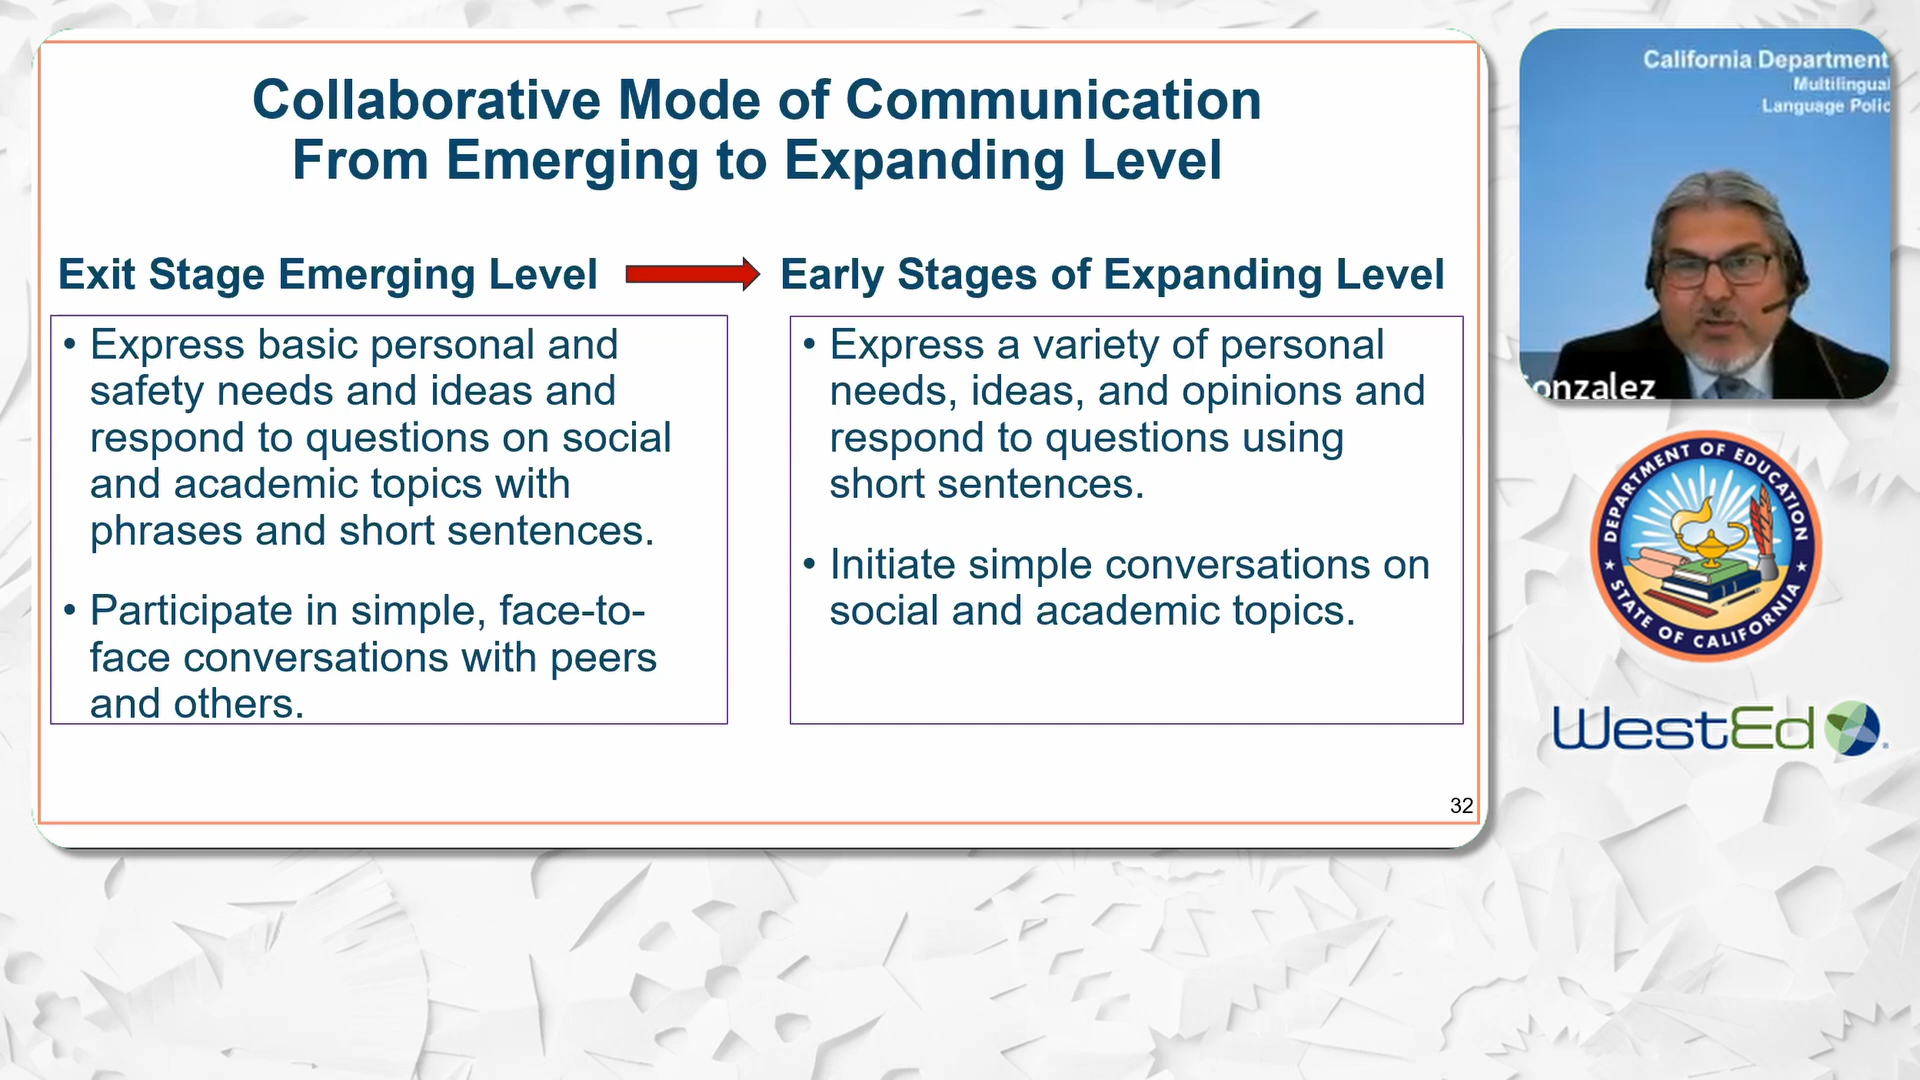 Collaborative Mode of Communication
From Emerging to Expanding Level
Exit Stage Emerging Level
• Express basic personal and
safety needs and ideas and
respond to questions on social
and academic topics with
phrases and short sentences.
• Participate in simple, face-to-
face conversations with peers
and others.
Early Stages of Expanding Level
• Express a variety of personal
needs, ideas, and opinions and
respond to questions using
short sentences.
• Initiate simple conversations on
social and academic topics.
32
California Department
Multilingual
Language Polic
onzalez
DEPARTMENT OF EDUCATION
STATE OF CALIFORNIA
WestEd